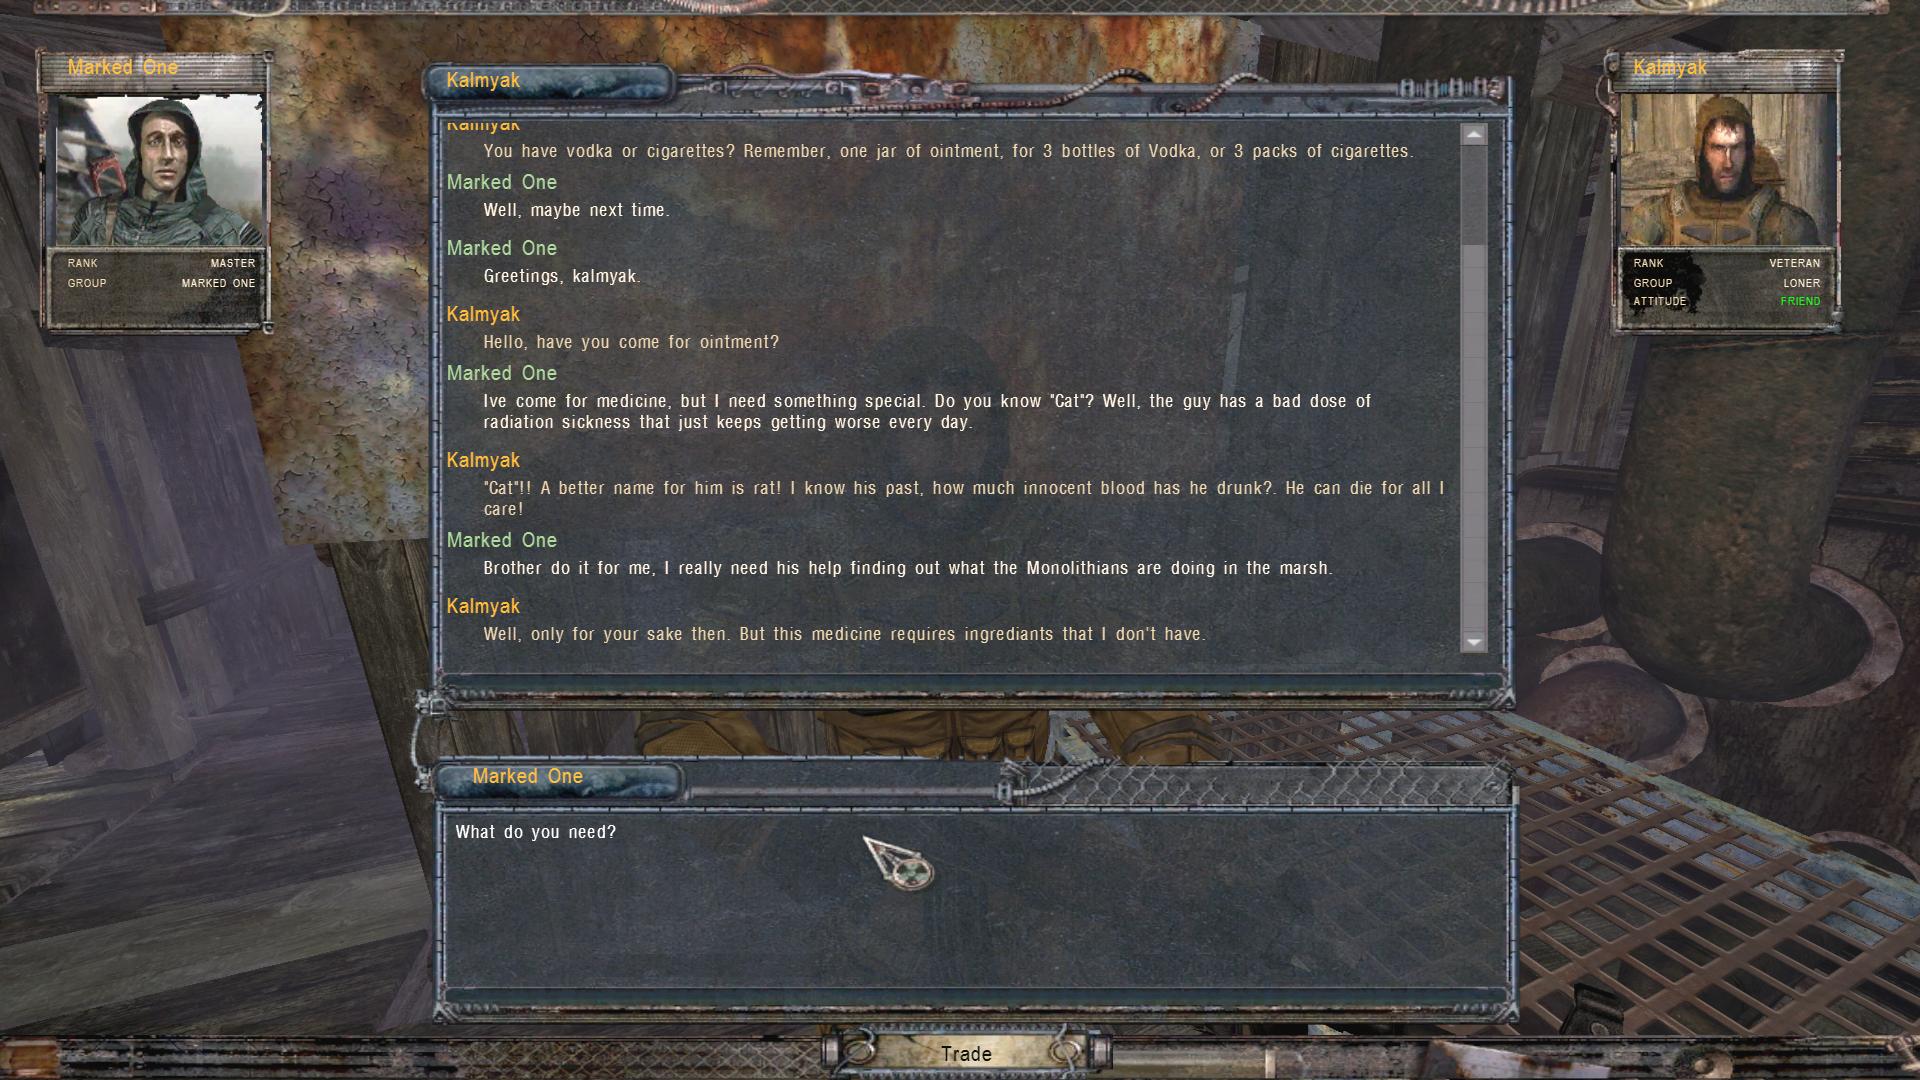 Marked One
RANK MASTER
GROUP MARKED ONE
Kalmyak
Kalmyak
You have vodka or cigarettes? Remember, one jar of ointment, for 3 bottles of Vodka, or 3 packs of cigarettes.
Marked One
Well, maybe next time.
Marked One
Greetings, kalmyak.
Kalmyak
Hello, have you come for ointment?
Marked One
Ive come for medicine, but I need something special. Do you know "Cat"? Well, the guy has a bad dose of
radiation sickness that just keeps getting worse every day.
Kalmyak
"Cat"!! A better name for him is rat! I know his past, how much innocent blood has he drunk?. He can die for all I
care!
Marked One
Brother do it for me, I really need his help finding out what the Monolithians are doing in the marsh.
Kalmyak
Well, only for your sake then. But this medicine requires ingrediants that I don't have.
Kalmyak
RANK VETERAN
GROUP LONER
ATTITUDE FRIEND
Marked One
What do you need?
Trade